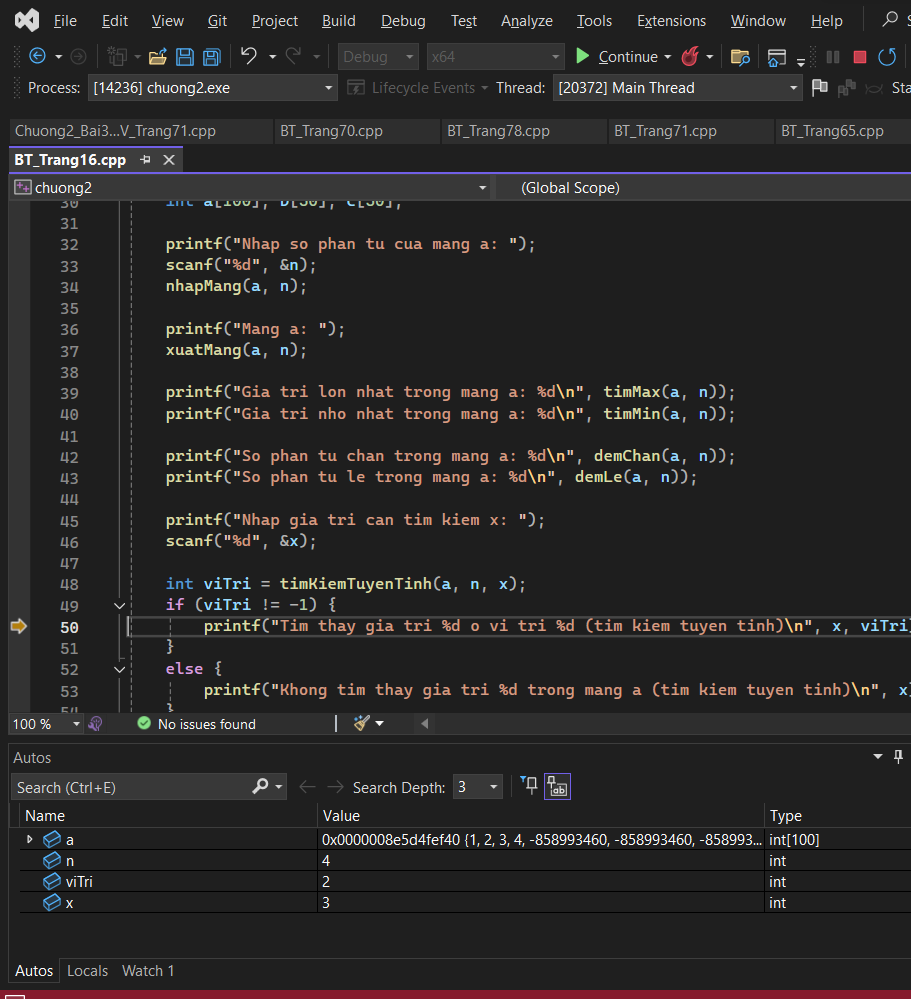 File Edit View Git Project Build Debug Test Analyze Tools Extensions Window Help
Debug x64 Continue
Process: [14236] chuong2.exe Lifecycle Events Thread: [20372] Main Thread
Chuong2_Bai3...V_Trang71.cpp BT_Trang70.cpp BT_Trang78.cpp BT_Trang71.cpp BT_Trang65.cpp
BT_Trang16.cpp
chuong2 (Global Scope)
30 int a[100],
31
32 printf("Nhap so phan tu cua mang a: ");
33 scanf("%d", &n);
34 nhapMang(a, n);
35
36 printf("Mang a: ");
37 xuatMang(a, n);
38
39 printf("Gia tri lon nhat trong mang a: %d\n", timMax(a, n));
40 printf("Gia tri nho nhat trong mang a: %d\n", timMin(a, n));
41
42 printf("So phan tu chan trong mang a: %d\n", demChan(a, n));
43 printf("So phan tu le trong mang a: %d\n", demLe(a, n));
44
45 printf("Nhap gia tri can tim kiem x: ");
46 scanf("%d", &x);
47
48 int viTri = timKiemTuyenTinh(a, n, x);
49 if (viTri != -1) {
50 printf("Tim thay gia tri %d o vi tri %d (tim kiem tuyen tinh)\n", x, viTri
51 }
52 else {
53 printf("Khong tim thay gia tri %d trong mang a (tim kiem tuyen tinh)\n", x
}
100 % No issues found
Autos
Search (Ctrl+E) Search Depth: 3
Name Value Type
a 0x0000008e5d4fef40 {1, 2, 3, 4, -858993460, -858993460, -858993... int[100]
n 4 int
viTri 2 int
x 3 int
Autos Locals Watch 1